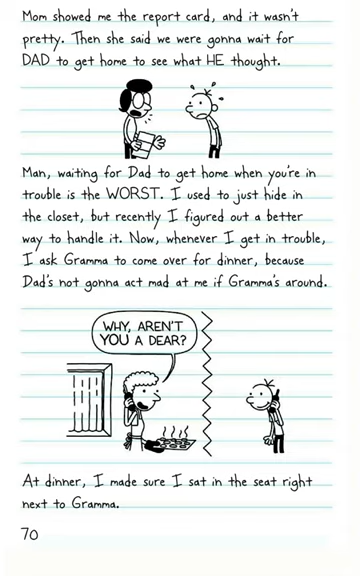 Mom showed me the report card, and it wasn't
pretty. Then she said we were gonna wait for
DAD to get home to see what HE thought.
Man, waiting for Dad to get home when you're in
trouble is the WORST. I used to just hide in
the closet, but recently I figured out a better
way to handle it. Now, whenever I get in trouble,
I ask Gramma to come over for dinner, because
Dad's not gonna act mad at me if Gramma's around.
WHY, AREN'T
YOU A DEAR?
At dinner, I made sure I sat in the seat right
next to Gramma.
70